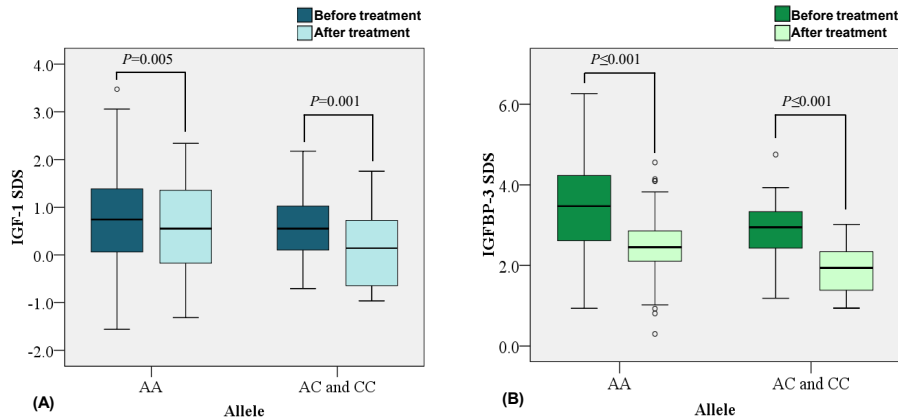 Before treatment
After treatment
4.0
3.0
2.0
1.0
0.0
-1.0
-2.0
IGF-1 SDS
P=0.005
P=0.001
AA
AC and CC
Allele
(A)
Before treatment
After treatment
6.0
4.0
2.0
0.0
IGFBP-3 SDS
P≤0.001
P≤0.001
AA
AC and CC
Allele
(B)